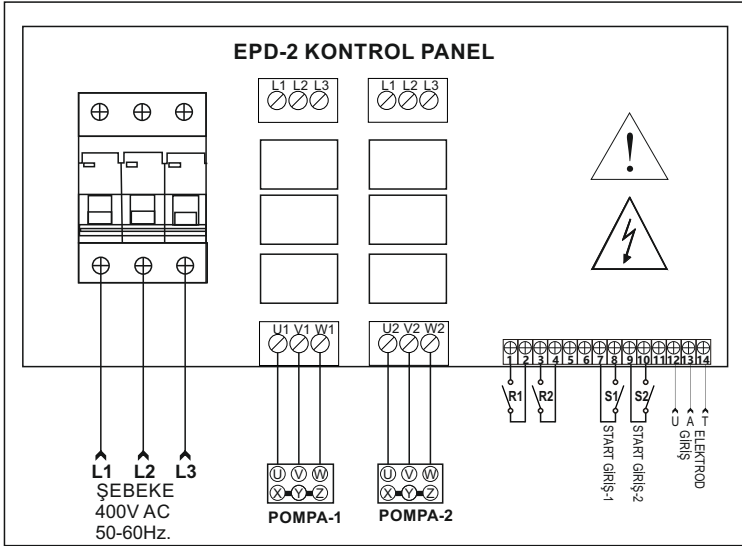 EPD-2 KONTROL PANEL
L1 L2 L3
L1 L2 L3
!
U1 V1 W1
U2 V2 W2
1 2 3 4 5 6 7 8 9 10 11 12 13 14
R1 R2 S1 S2
START GİRİŞ-1
START GİRİŞ-2
U A T
ELEKTROD
GİRİŞ
L1 L2 L3
ŞEBEKE
400V AC
50-60Hz.
U V W
X Y Z
POMPA-1
U V W
X Y Z
POMPA-2